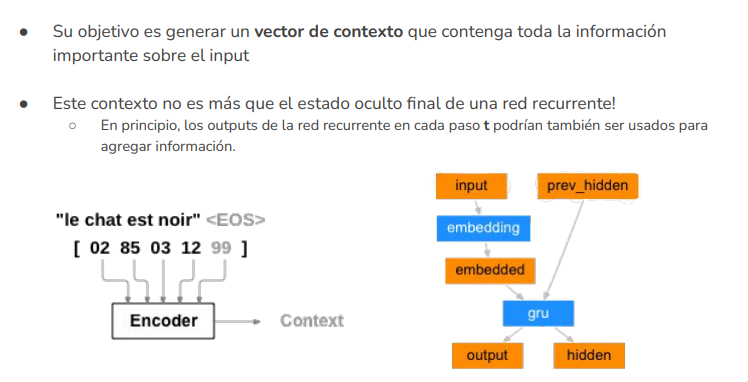 ● Su objetivo es generar un vector de contexto que contenga toda la información
importante sobre el input
● Este contexto no es más que el estado oculto final de una red recurrente!
○ En principio, los outputs de la red recurrente en cada paso t podrían también ser usados para
agregar información.
"le chat est noir" <EOS>
[ 02 85 03 12 99 ]
Encoder
Context
input
prev_hidden
embedding
embedded
gru
output
hidden